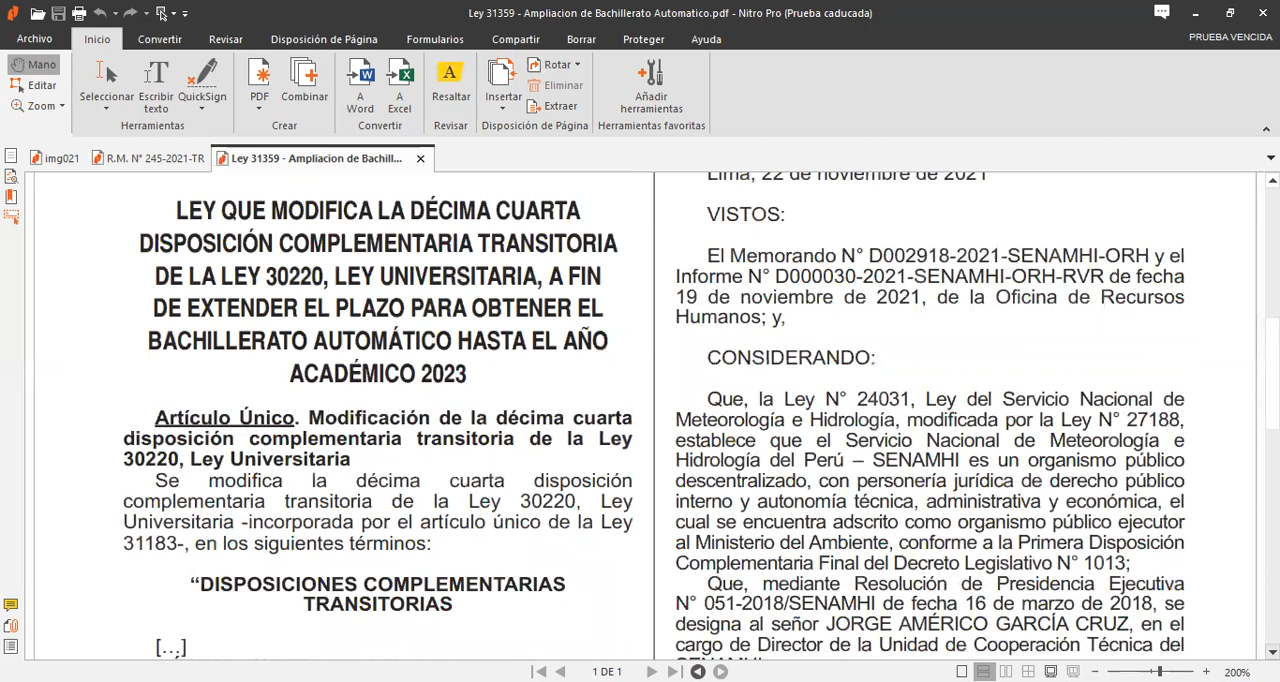 Ley 31359 - Ampliacion de Bachillerato Automatico.pdf - Nitro Pro (Prueba caducada)
Archivo Inicio Convertir Revisar Disposición de Página Formularios Compartir Borrar Proteger Ayuda
PRUEBA VENCIDA
Mano
Editar
Zoom
Seleccionar
Escribir texto
QuickSign
Herramientas
PDF
Combinar
Crear
A Word
A Excel
Convertir
Resaltar
Revisar
Insertar
Rotar
Eliminar
Extraer
Disposición de Página
Añadir herramientas
Herramientas favoritas
img021
R.M. N° 245-2021-TR
Ley 31359 - Ampliacion de Bachill...
LEY QUE MODIFICA LA DÉCIMA CUARTA
DISPOSICIÓN COMPLEMENTARIA TRANSITORIA
DE LA LEY 30220, LEY UNIVERSITARIA, A FIN
DE EXTENDER EL PLAZO PARA OBTENER EL
BACHILLERATO AUTOMÁTICO HASTA EL AÑO
ACADÉMICO 2023
Artículo Único. Modificación de la décima cuarta
disposición complementaria transitoria de la Ley
30220, Ley Universitaria
Se modifica la décima cuarta disposición
complementaria transitoria de la Ley 30220, Ley
Universitaria -incorporada por el artículo único de la Ley
31183-, en los siguientes términos:
“DISPOSICIONES COMPLEMENTARIAS
TRANSITORIAS
[…]
Lima, 22 de noviembre de 2021
VISTOS:
El Memorando N° D002918-2021-SENAMHI-ORH y el
Informe N° D000030-2021-SENAMHI-ORH-RVR de fecha
19 de noviembre de 2021, de la Oficina de Recursos
Humanos; y,
CONSIDERANDO:
Que, la Ley N° 24031, Ley del Servicio Nacional de
Meteorología e Hidrología, modificada por la Ley N° 27188,
establece que el Servicio Nacional de Meteorología e
Hidrología del Perú – SENAMHI es un organismo público
descentralizado, con personería jurídica de derecho público
interno y autonomía técnica, administrativa y económica, el
cual se encuentra adscrito como organismo público ejecutor
al Ministerio del Ambiente, conforme a la Primera Disposición
Complementaria Final del Decreto Legislativo N° 1013;
Que, mediante Resolución de Presidencia Ejecutiva
N° 051-2018/SENAMHI de fecha 16 de marzo de 2018, se
designa al señor JORGE AMÉRICO GARCÍA CRUZ, en el
cargo de Director de la Unidad de Cooperación Técnica del
SENAMHI
1 DE 1
200%